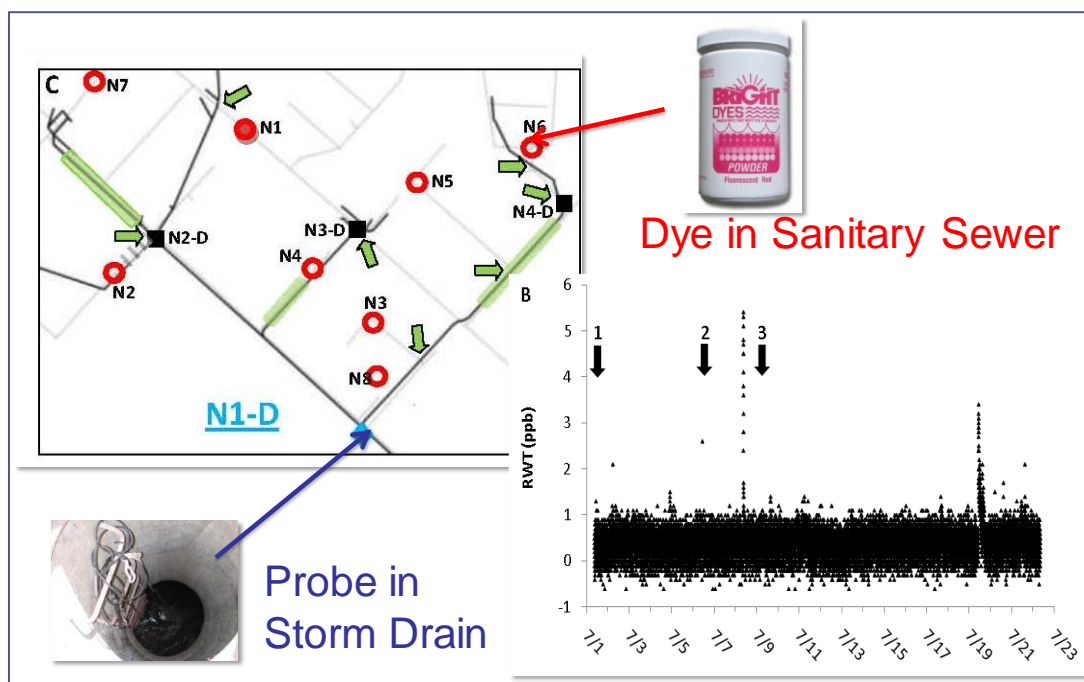 C
N7
N1
N6
N5
N4-D
N3-D
N2-D
N4
N2
N3
N8
N1-D
BRIGHT
DYES
POWDER
Fluorescent Red
Dye in Sanitary Sewer
Probe in
Storm Drain
B
6
5
4
3
2
1
0
-1
RWT (ppb)
1
2
3
7/1
7/3
7/5
7/7
7/9
7/11
7/13
7/15
7/17
7/19
7/21
7/23